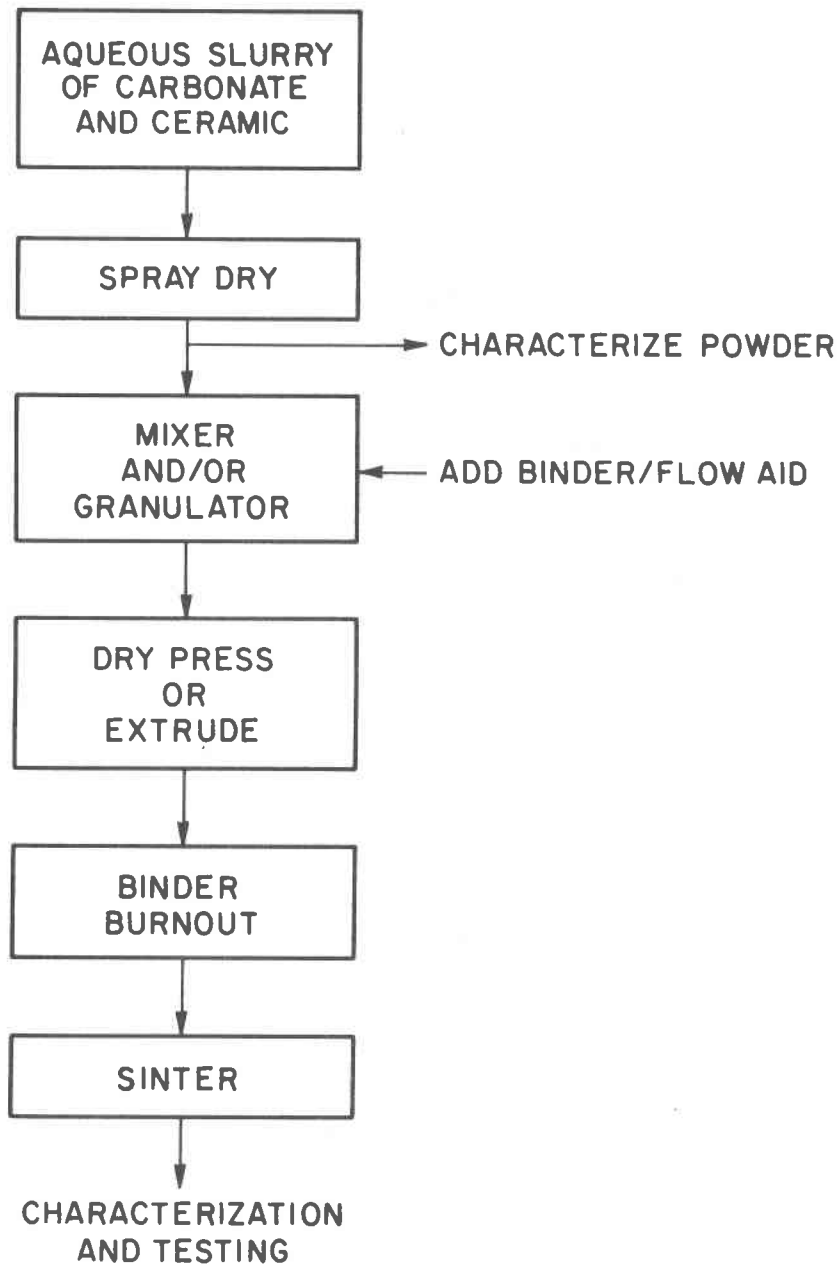 AQUEOUS SLURRY
OF CARBONATE
AND CERAMIC
SPRAY DRY
CHARACTERIZE POWDER
MIXER
AND/OR
GRANULATOR
ADD BINDER/FLOW AID
DRY PRESS
OR
EXTRUDE
BINDER
BURNOUT
SINTER
CHARACTERIZATION
AND TESTING